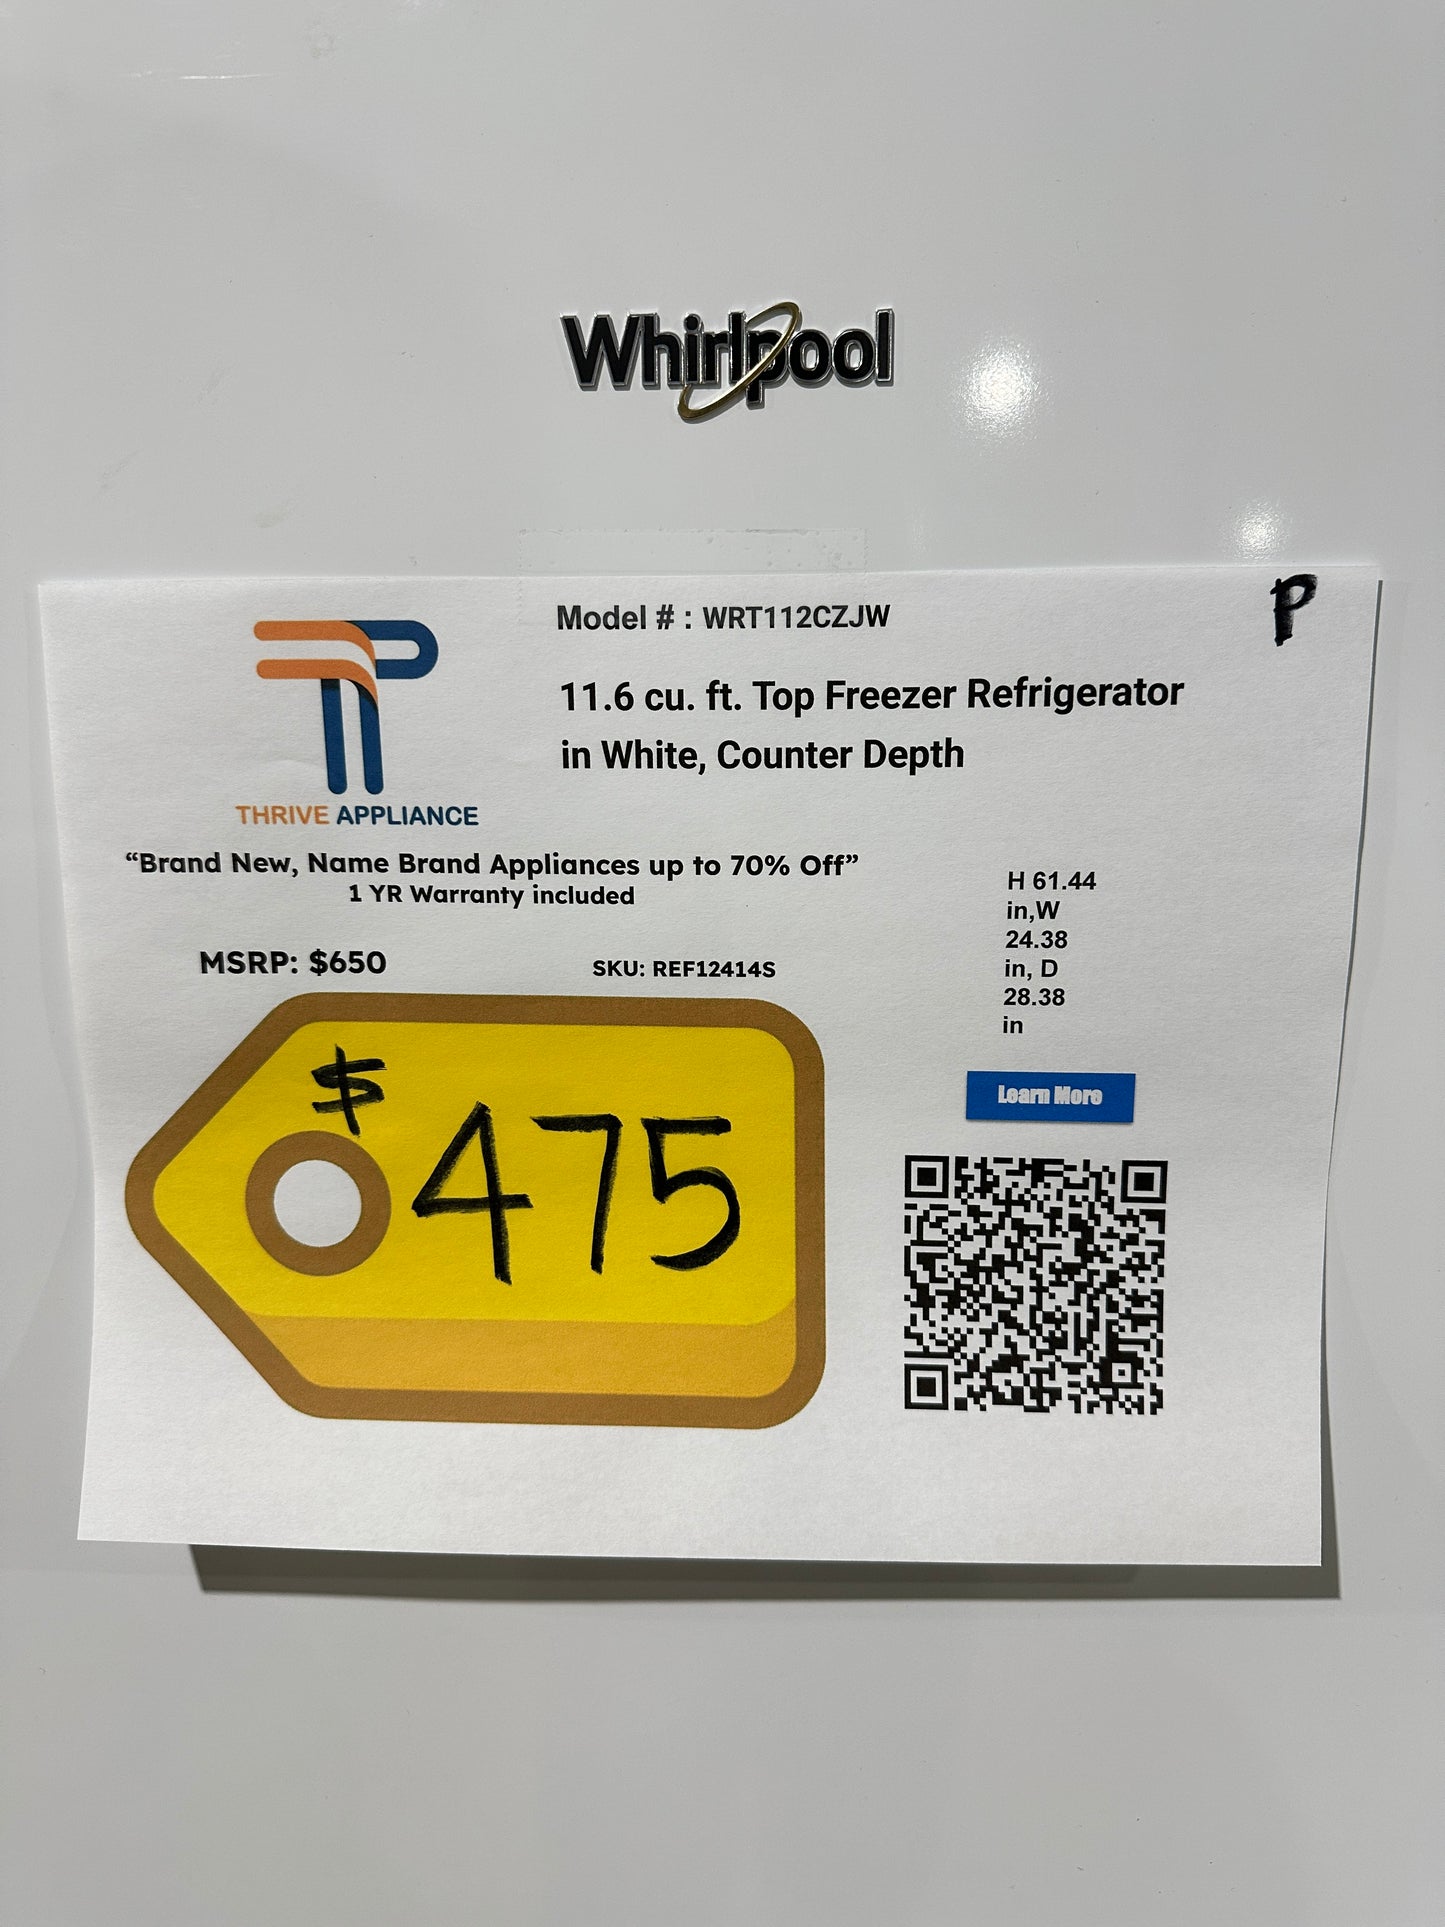 Whirlpool
P
Model # : WRT112CZJW
11.6 cu. ft. Top Freezer Refrigerator
in White, Counter Depth
TP
THRIVE APPLIANCE
“Brand New, Name Brand Appliances up to 70% Off”
1 YR Warranty included
MSRP: $650
SKU: REF12414S
H 61.44
in,W
24.38
in, D
28.38
in
$475
Learn More